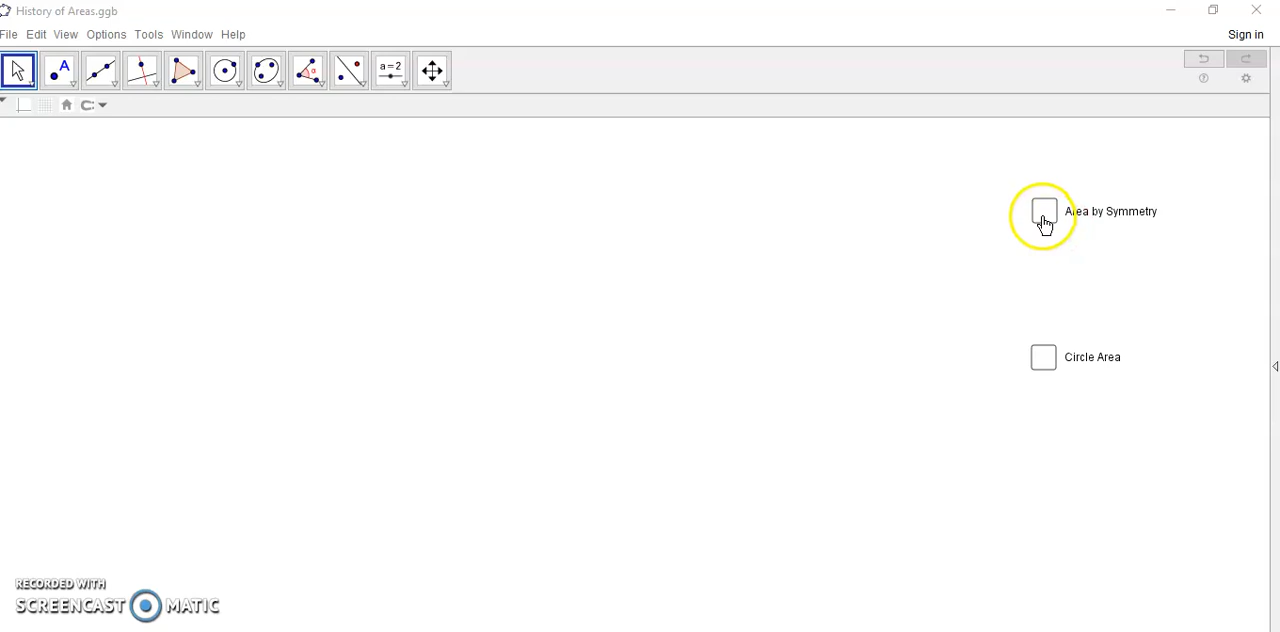 History of Areas.ggb
File Edit View Options Tools Window Help
Sign in
A
α
a=2
Area by Symmetry
Circle Area
RECORDED WITH
SCREENCAST MATIC